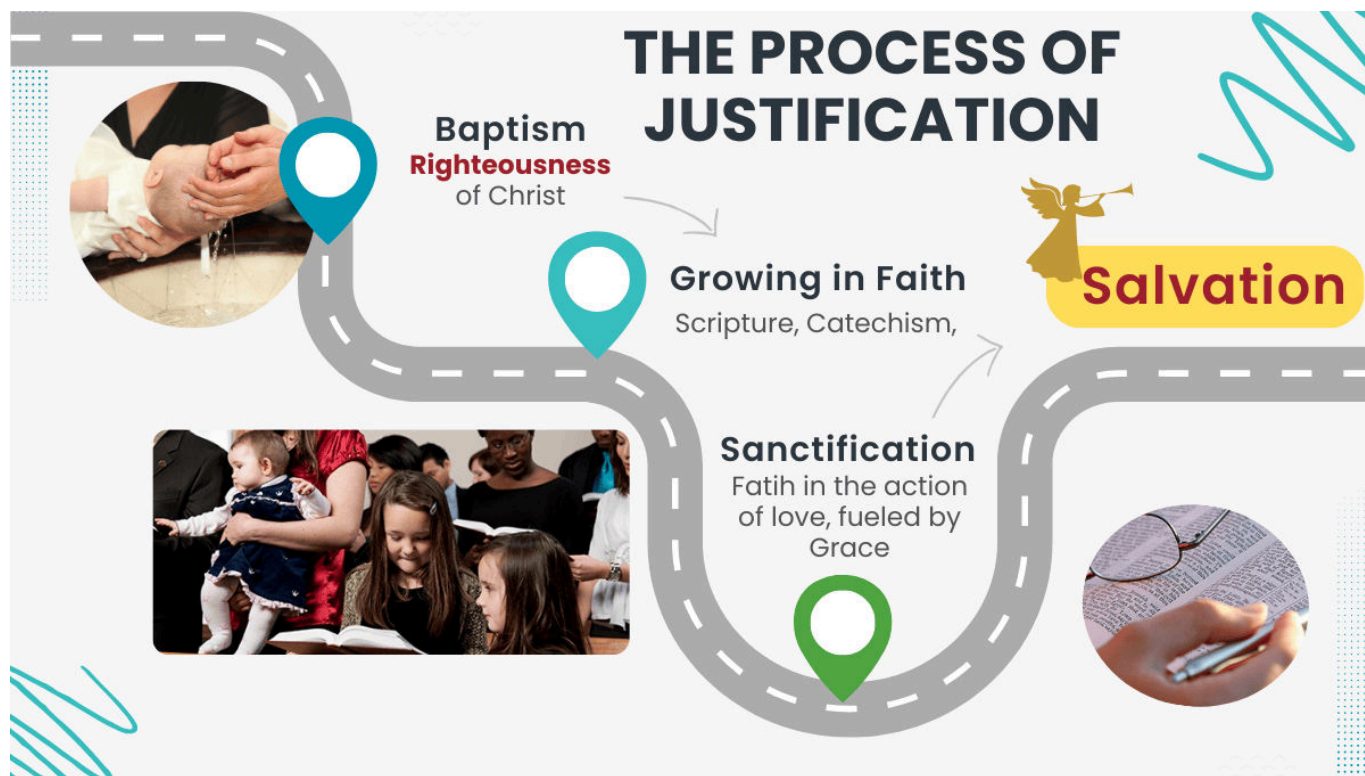 THE PROCESS OF
JUSTIFICATION
Baptism
Righteousness
of Christ
Growing in Faith
Scripture, Catechism,
Salvation
Sanctification
Fatih in the action
of love, fueled by
Grace